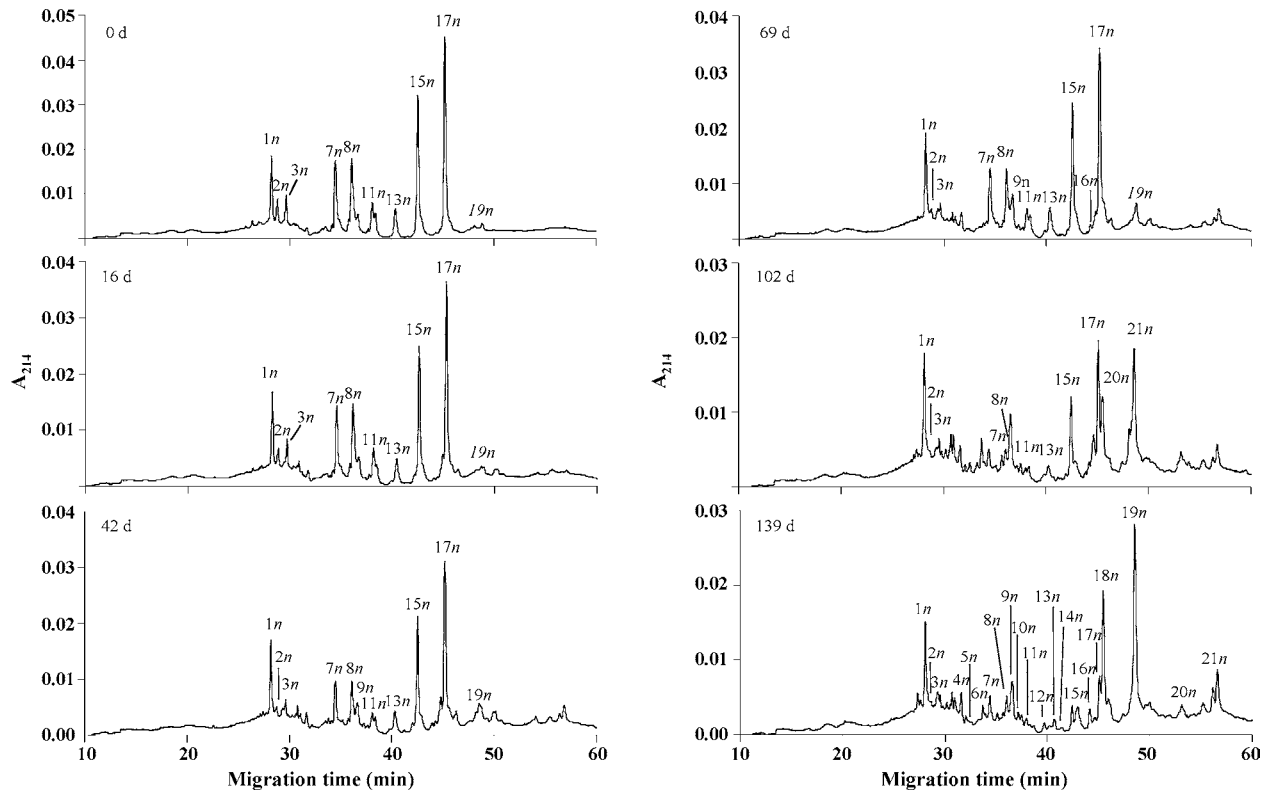 0.05
0.04
0.03
0.02
0.01
0 d
1n
2n
3n
7n
8n
11n
13n
15n
17n
19n
0.04
0.03
0.02
0.01
16 d
1n
2n
3n
7n
8n
11n
13n
15n
17n
19n
A214
0.04
0.03
0.02
0.01
0.00
42 d
1n
2n
3n
7n
8n
9n
11n
13n
15n
17n
19n
10 20 30 40 50 60
Migration time (min)
0.04
0.03
0.02
0.01
69 d
1n
2n
3n
7n
8n
9n
11n
13n
15n
16n
17n
19n
0.03
0.02
0.01
102 d
1n
2n
3n
7n
8n
11n
13n
15n
17n
20n
21n
A214
0.03
0.02
0.01
0.00
139 d
1n
2n
3n
4n
5n
6n
7n
8n
9n
10n
11n
12n
13n
14n
15n
16n
17n
18n
19n
20n
21n
10 20 30 40 50 60
Migration time (min)